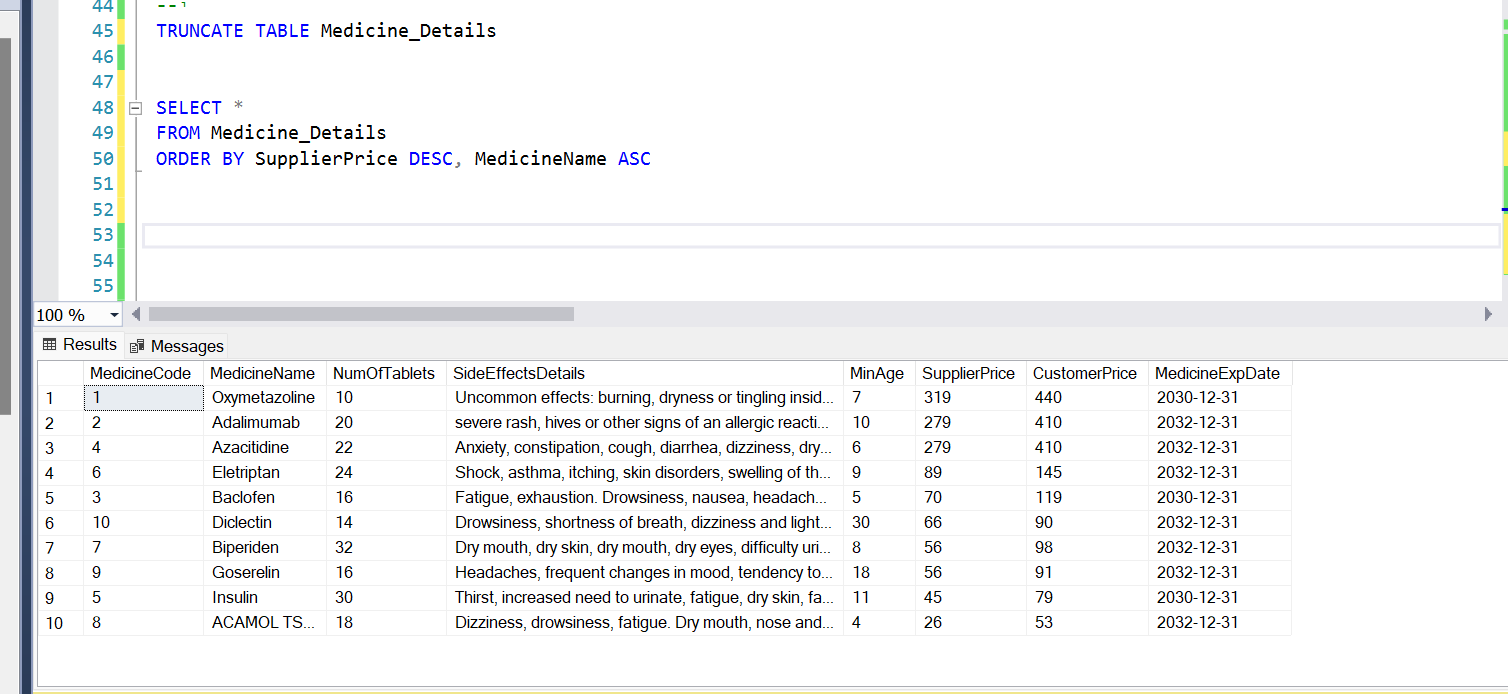 44 --
45 TRUNCATE TABLE Medicine_Details
46
47
48 SELECT *
49 FROM Medicine_Details
50 ORDER BY SupplierPrice DESC, MedicineName ASC
51
52
53
54
55
100 %
Results Messages
MedicineCode MedicineName NumOfTablets SideEffectsDetails MinAge SupplierPrice CustomerPrice MedicineExpDate
1 1 Oxymetazoline 10 Uncommon effects: burning, dryness or tingling insid... 7 319 440 2030-12-31
2 2 Adalimumab 20 severe rash, hives or other signs of an allergic reacti... 10 279 410 2032-12-31
3 4 Azacitidine 22 Anxiety, constipation, cough, diarrhea, dizziness, dry... 6 279 410 2032-12-31
4 6 Eletriptan 24 Shock, asthma, itching, skin disorders, swelling of th... 9 89 145 2032-12-31
5 3 Baclofen 16 Fatigue, exhaustion. Drowsiness, nausea, headach... 5 70 119 2030-12-31
6 10 Diclectin 14 Drowsiness, shortness of breath, dizziness and light... 30 66 90 2032-12-31
7 7 Biperiden 32 Dry mouth, dry skin, dry mouth, dry eyes, difficulty uri... 8 56 98 2032-12-31
8 9 Goserelin 16 Headaches, frequent changes in mood, tendency to... 18 56 91 2032-12-31
9 5 Insulin 30 Thirst, increased need to urinate, fatigue, dry skin, fa... 11 45 79 2030-12-31
10 8 ACAMOL TS... 18 Dizziness, drowsiness, fatigue. Dry mouth, nose and... 4 26 53 2032-12-31